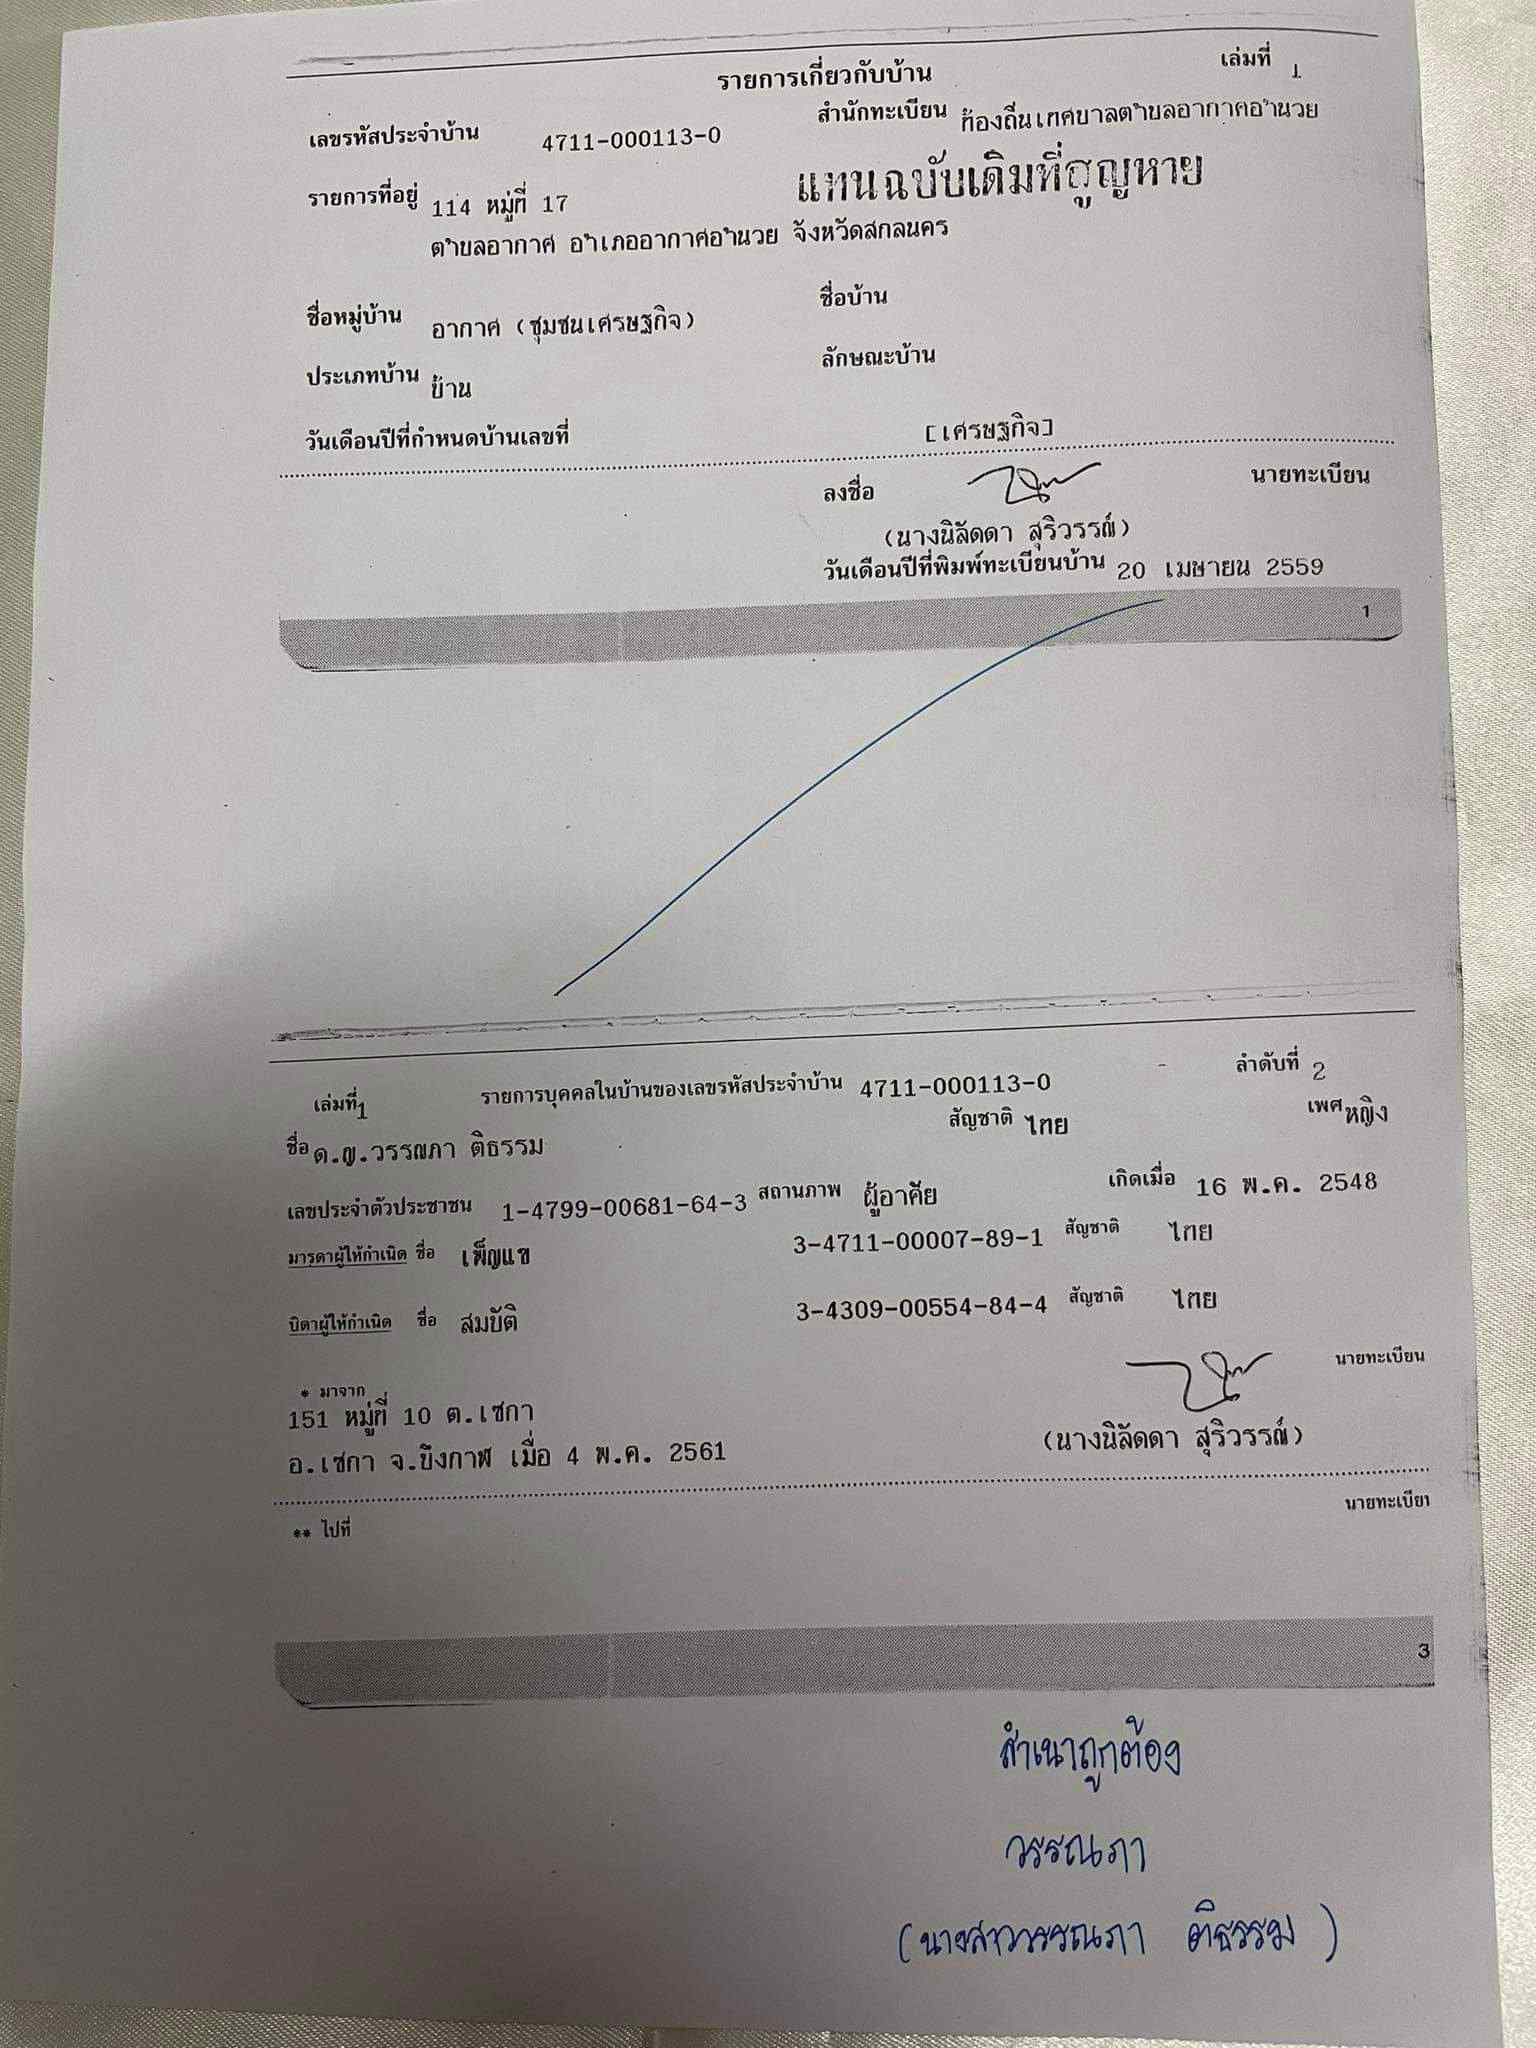 รายการเกี่ยวกับบ้าน เล่มที่ 1
เลขรหัสประจำบ้าน 4711-000113-0 สำนักทะเบียน ท้องถิ่นเทศบาลตำบลอากาศอำนวย
แทนฉบับเดิมที่สูญหาย
รายการที่อยู่ 114 หมู่ที่ 17
ตำบลอากาศ อำเภออากาศอำนวย จังหวัดสกลนคร
ชื่อหมู่บ้าน อากาศ (ชุมชนเศรษฐกิจ) ชื่อบ้าน
ประเภทบ้าน บ้าน ลักษณะบ้าน
วันเดือนปีที่กำหนดบ้านเลขที่ [เศรษฐกิจ]
ลงชื่อ นายทะเบียน
(นางนิลัดดา สุริวรรณ์)
วันเดือนปีที่พิมพ์ทะเบียนบ้าน 20 เมษายน 2559
1
เล่มที่ 1 รายการบุคคลในบ้านของเลขรหัสประจำบ้าน 4711-000113-0 ลำดับที่ 2
ชื่อ ด.ญ.วรรณภา ติธรรม สัญชาติ ไทย เพศ หญิง
เลขประจำตัวประชาชน 1-4799-00681-64-3 สถานภาพ ผู้อาศัย เกิดเมื่อ 16 พ.ค. 2548
มารดาผู้ให้กำเนิด ชื่อ เพ็ญแข 3-4711-00007-89-1 สัญชาติ ไทย
บิดาผู้ให้กำเนิด ชื่อ สมบัติ 3-4309-00554-84-4 สัญชาติ ไทย
* มาจาก นายทะเบียน
151 หมู่ที่ 10 ต.เซกา
อ.เซกา จ.บึงกาฬ เมื่อ 4 พ.ค. 2561 (นางนิลัดดา สุริวรรณ์)
** ไปที่ นายทะเบีย
3
สำเนาถูกต้อง
วรรณภา
(นางสาววรรณภา ติธรรม)